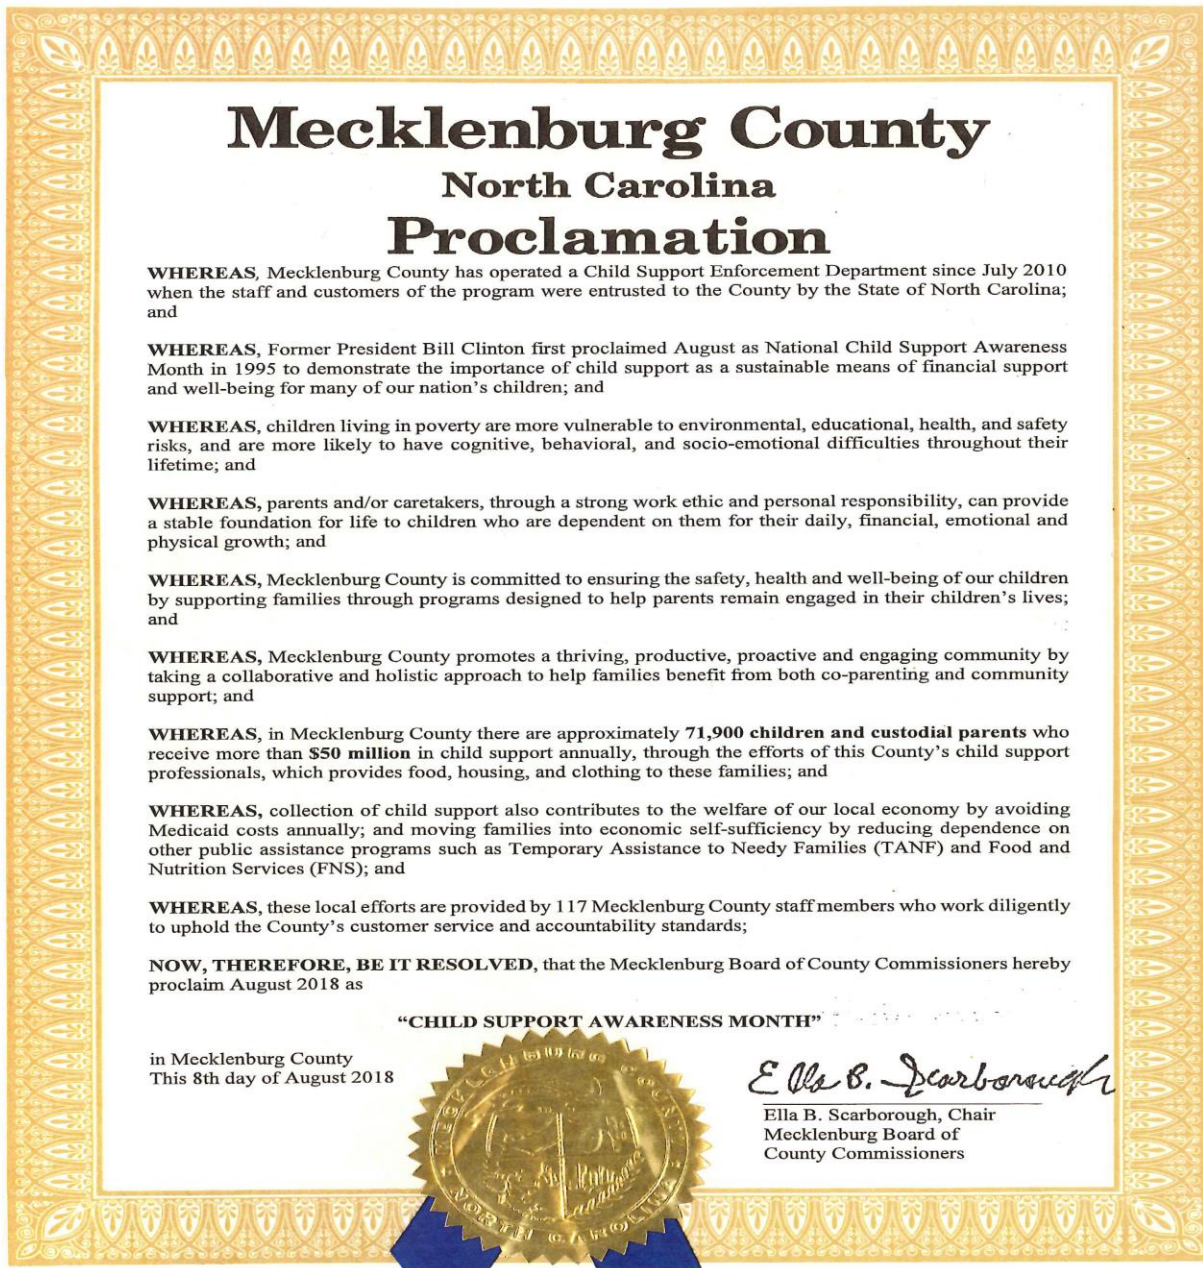 Mecklenburg County
North Carolina
Proclamation
WHEREAS, Mecklenburg County has operated a Child Support Enforcement Department since July 2010
when the staff and customers of the program were entrusted to the County by the State of North Carolina;
and
WHEREAS, Former President Bill Clinton first proclaimed August as National Child Support Awareness
Month in 1995 to demonstrate the importance of child support as a sustainable means of financial support
and well-being for many of our nation's children; and
WHEREAS, children living in poverty are more vulnerable to environmental, educational, health, and safety
risks, and are more likely to have cognitive, behavioral, and socio-emotional difficulties throughout their
lifetime; and
WHEREAS, parents and/or caretakers, through a strong work ethic and personal responsibility, can provide
a stable foundation for life to children who are dependent on them for their daily, financial, emotional and
physical growth; and
WHEREAS, Mecklenburg County is committed to ensuring the safety, health and well-being of our children
by supporting families through programs designed to help parents remain engaged in their children's lives;
and
WHEREAS, Mecklenburg County promotes a thriving, productive, proactive and engaging community by
taking a collaborative and holistic approach to help families benefit from both co-parenting and community
support; and
WHEREAS, in Mecklenburg County there are approximately 71,900 children and custodial parents who
receive more than $50 million in child support annually, through the efforts of this County's child support
professionals, which provides food, housing, and clothing to these families; and
WHEREAS, collection of child support also contributes to the welfare of our local economy by avoiding
Medicaid costs annually; and moving families into economic self-sufficiency by reducing dependence on
other public assistance programs such as Temporary Assistance to Needy Families (TANF) and Food and
Nutrition Services (FNS); and
WHEREAS, these local efforts are provided by 117 Mecklenburg County staff members who work diligently
to uphold the County's customer service and accountability standards;
NOW, THEREFORE, BE IT RESOLVED, that the Mecklenburg Board of County Commissioners hereby
proclaim August 2018 as
"CHILD SUPPORT AWARENESS MONTH"
in Mecklenburg County
This 8th day of August 2018
MECKLENBURG COUNTY
NORTH CAROLINA
Ella B. Scarborough
Ella B. Scarborough, Chair
Mecklenburg Board of
County Commissioners